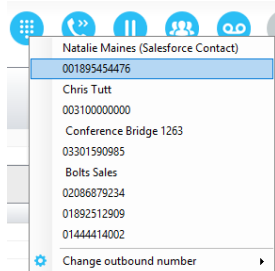 Natalie Maines (Salesforce Contact)
001895454476
Chris Tutt
003100000000
Conference Bridge 1263
03301590985
Bolts Sales
02086879234
01892512909
01444414002
Change outbound number